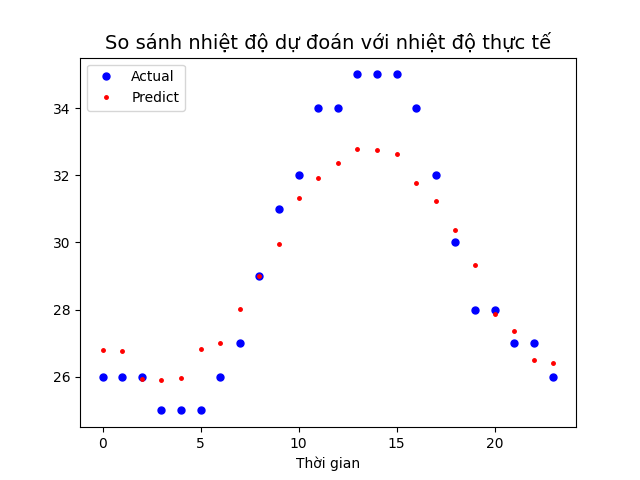 So sánh nhiệt độ dự đoán với nhiệt độ thực tế
Actual
Predict
34
32
30
28
26
0
5
10
15
20
Thời gian